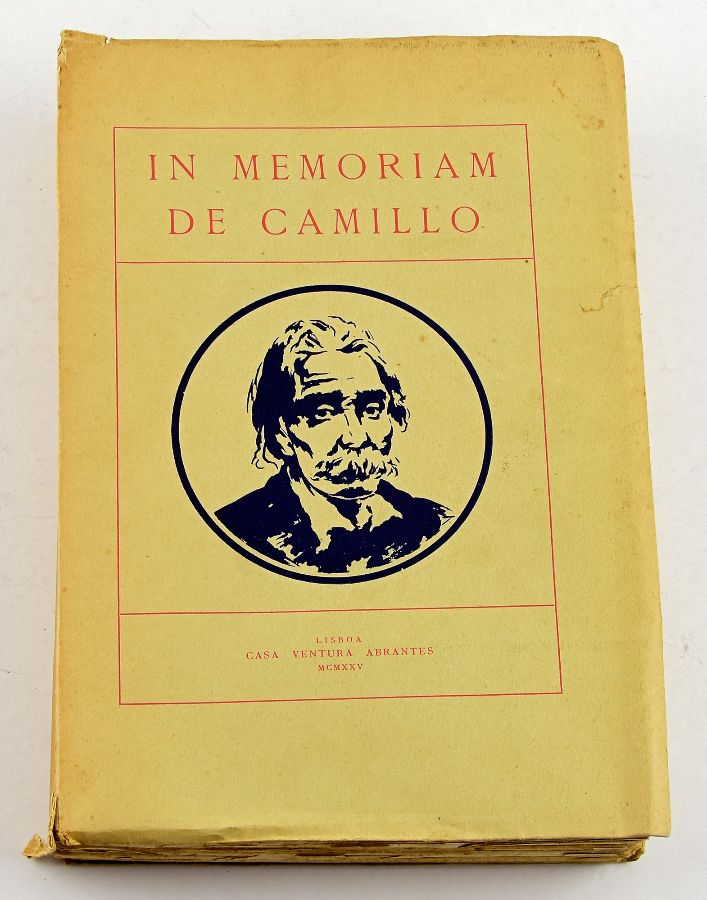 IN MEMORIAM
DE CAMILLO
LISBOA
CASA VENTURA ABRANTES
MCMXXV